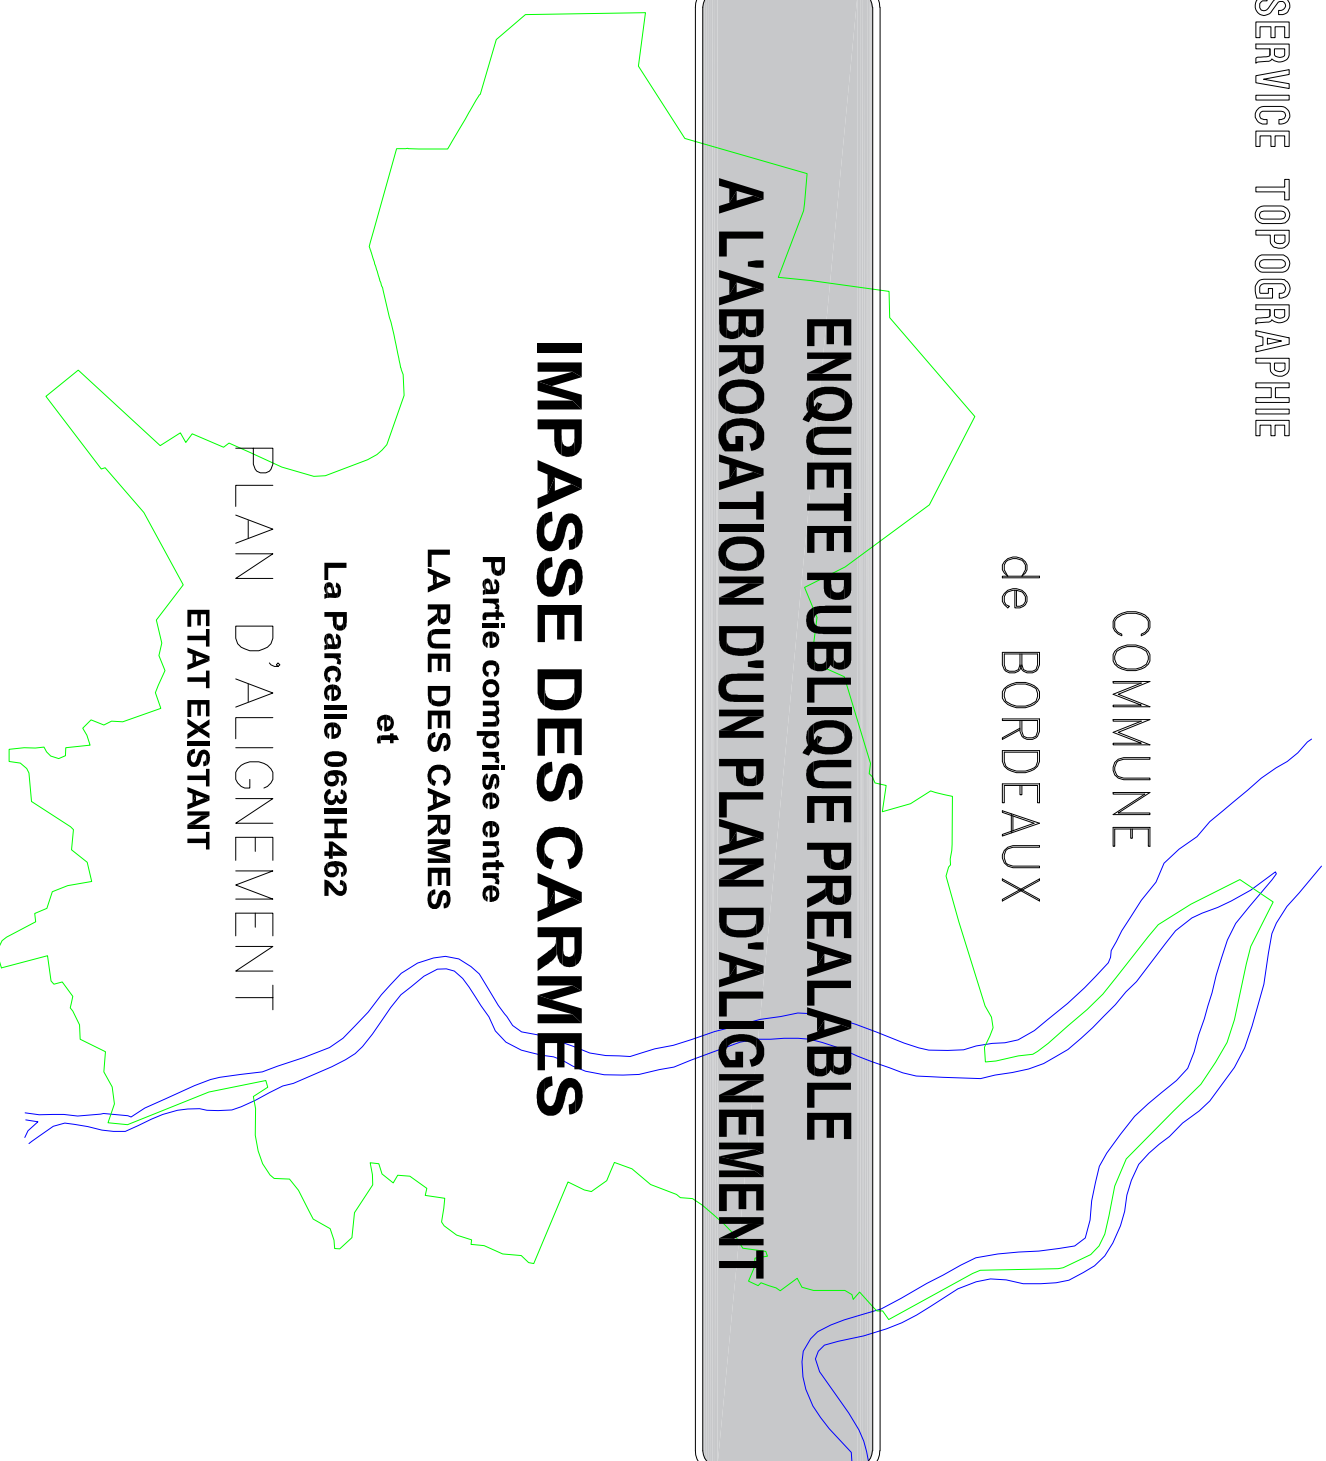 SERVICE TOPOGRAPHIE
COMMUNE
de BORDEAUX
ENQUETE PUBLIQUE PREALABLE
A L'ABROGATION D'UN PLAN D'ALIGNEMENT
IMPASSE DES CARMES
Partie comprise entre
LA RUE DES CARMES
et
La Parcelle 063IH462
PLAN D'ALIGNEMENT
ETAT EXISTANT